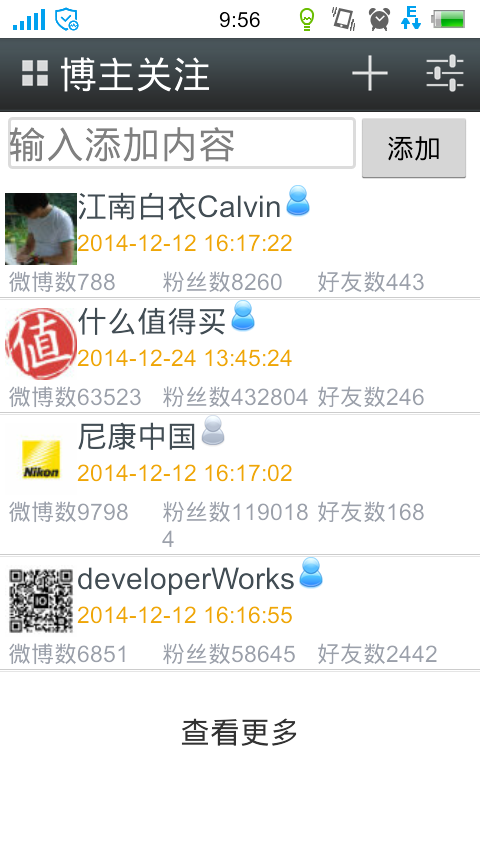 9:56
E
博主关注
输入添加内容
添加
江南白衣Calvin
2014-12-12 16:17:22
微博数788 粉丝数8260 好友数443
值
什么值得买
2014-12-24 13:45:24
微博数63523 粉丝数432804 好友数246
Nikon
尼康中国
2014-12-12 16:17:02
微博数9798 粉丝数119018 好友数168
4
developerWorks
2014-12-12 16:16:55
微博数6851 粉丝数58645 好友数2442
查看更多